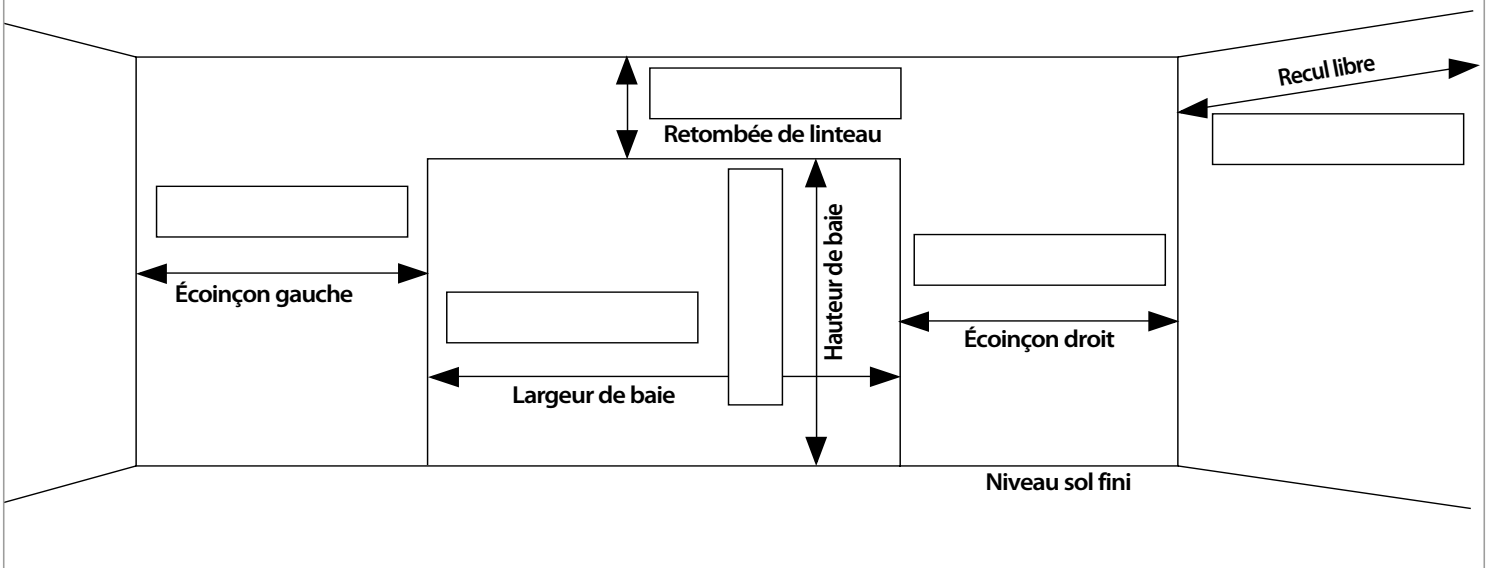 Recul libre
Retombée de linteau
Hauteur de baie
Écoinçon gauche
Écoinçon droit
Largeur de baie
Niveau sol fini